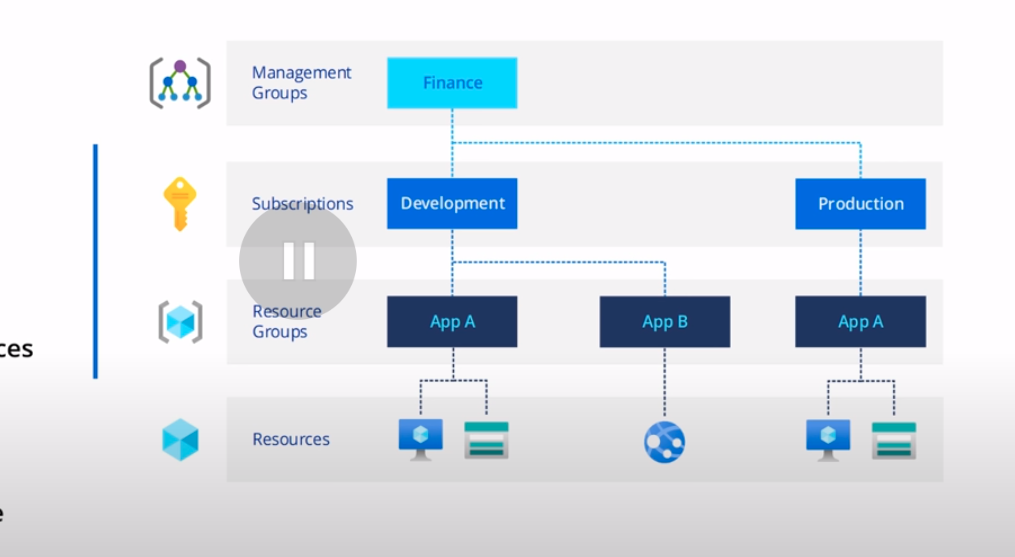 Management
Groups
Finance
Subscriptions
Development
Production
Resource
Groups
App A
App B
App A
ces
Resources
e